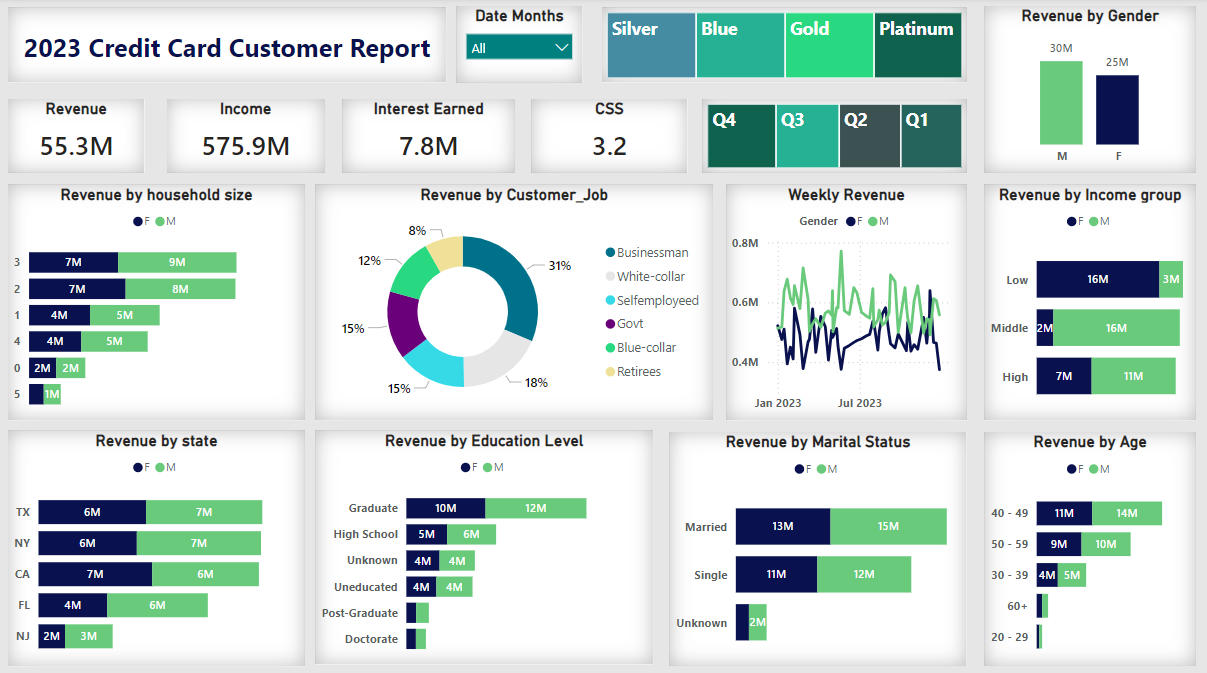 2023 Credit Card Customer Report
Date Months
All
Silver
Blue
Gold
Platinum
Revenue by Gender
30M
25M
M
F
Revenue
55.3M
Income
575.9M
Interest Earned
7.8M
CSS
3.2
Q4
Q3
Q2
Q1
Revenue by household size
F M
3 7M 9M
2 7M 8M
1 4M 5M
4 4M 5M
0 2M 2M
5 1M
Revenue by Customer_Job
8%
12%
15%
15%
18%
31%
Businessman
White-collar
Selfemployeed
Govt
Blue-collar
Retirees
Weekly Revenue
Gender F M
0.8M
0.6M
0.4M
Jan 2023 Jul 2023
Revenue by Income group
F M
Low 16M 3M
Middle 2M 16M
High 7M 11M
Revenue by state
F M
TX 6M 7M
NY 6M 7M
CA 7M 6M
FL 4M 6M
NJ 2M 3M
Revenue by Education Level
F M
Graduate 10M 12M
High School 5M 6M
Unknown 4M 4M
Uneducated 4M 4M
Post-Graduate
Doctorate
Revenue by Marital Status
F M
Married 13M 15M
Single 11M 12M
Unknown 2M
Revenue by Age
F M
40 - 49 11M 14M
50 - 59 9M 10M
30 - 39 4M 5M
60+
20 - 29